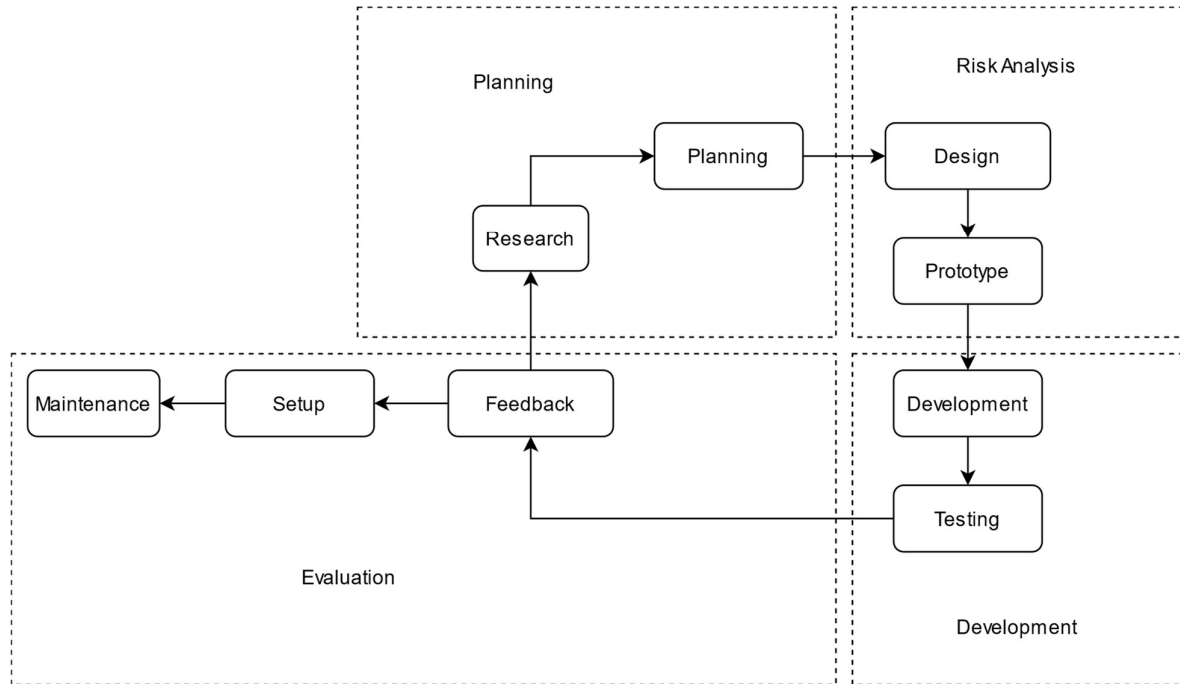 Planning
Risk Analysis
Planning
Design
Research
Prototype
Maintenance
Setup
Feedback
Development
Testing
Evaluation
Development